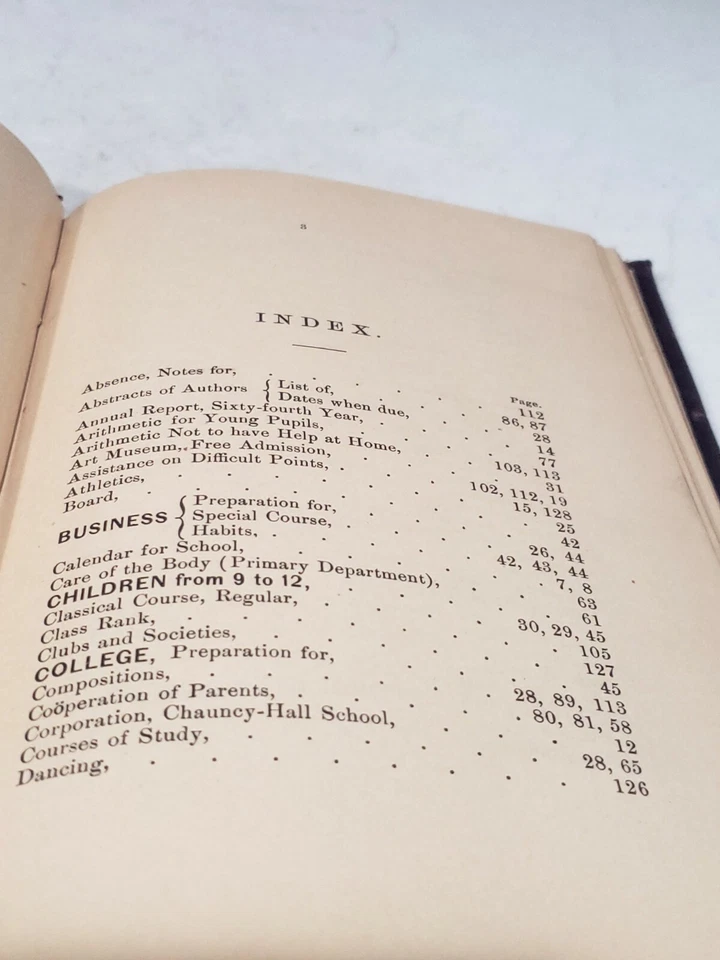 8
INDEX.
Page.
Absence, Notes for, . . . . . . 112
Abstracts of Authors { List of, . . . . 86, 87
{ Dates when due, . . . 28
Annual Report, Sixty-fourth Year, . . . 14
Arithmetic for Young Pupils, . . . . 77
Arithmetic Not to have Help at Home, . . 103, 113
Art Museum, Free Admission, . . . . 31
Assistance on Difficult Points, . . . 102, 112, 19
Athletics, . . . . . . 15, 128
Board, . . . . . . . 25
BUSINESS { Preparation for, . . . . 42
Special Course, . . . . 26, 44
Habits, . . . . 42, 43, 44
Calendar for School, . . . . . 7, 8
Care of the Body (Primary Department), . . 63
CHILDREN from 9 to 12, . . . . 61
Classical Course, Regular, . . . 30, 29, 45
Class Rank, . . . . . . 105
Clubs and Societies, . . . . . 127
COLLEGE, Preparation for, . . . . 45
Compositions, . . . . . 28, 89, 113
Coöperation of Parents, . . . . 80, 81, 58
Corporation, Chauncy-Hall School, . . . 12
Courses of Study, . . . . . 28, 65
Dancing, . . . . . . . 126